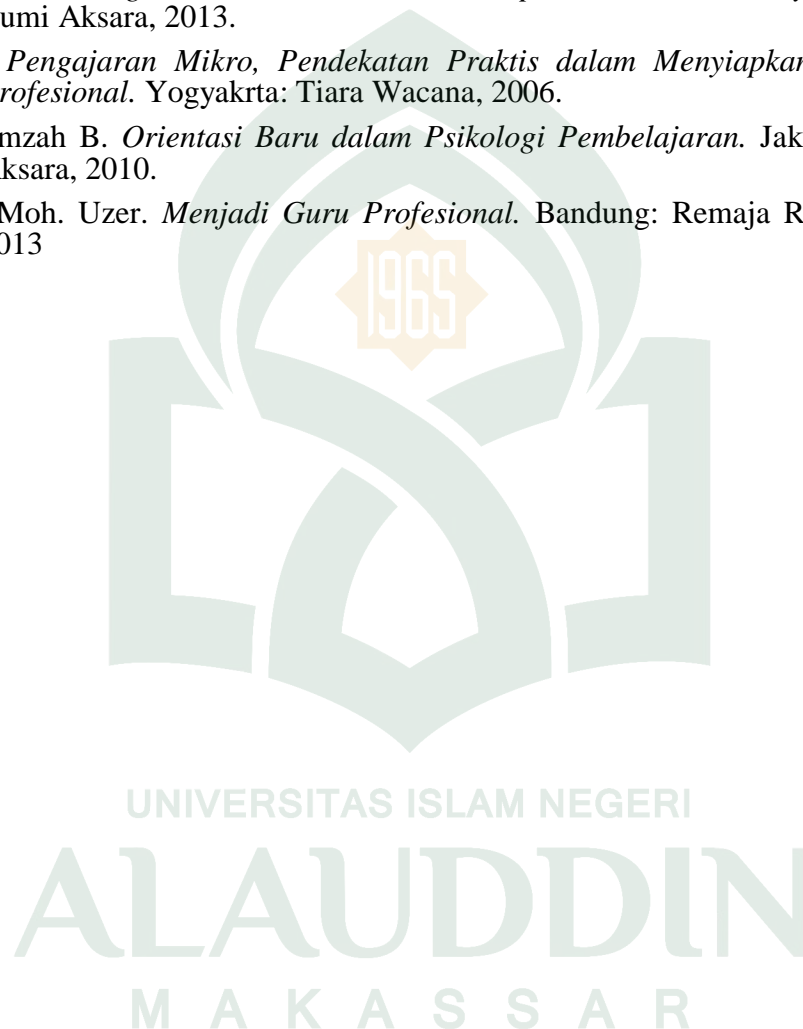 umi Aksara, 2013.
Pengajaran Mikro, Pendekatan Praktis dalam Menyiapkan
rofesional. Yogyakrta: Tiara Wacana, 2006.
mzah B. Orientasi Baru dalam Psikologi Pembelajaran. Jak
ksara, 2010.
Moh. Uzer. Menjadi Guru Profesional. Bandung: Remaja R
013
1965
UNIVERSITAS ISLAM NEGERI
ALAUDDIN
MAKASSAR